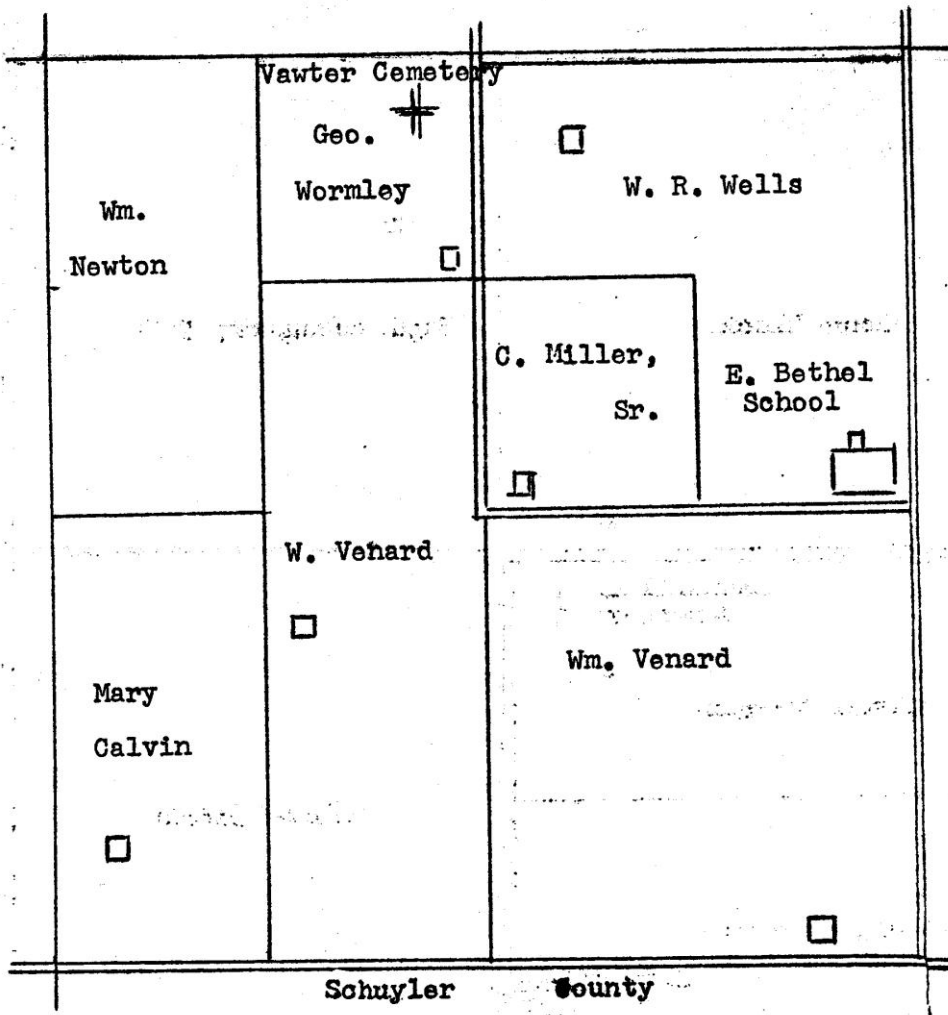 Vawter Cemetery
Geo.
Wormley
W. R. Wells
Wm.
Newton
C. Miller,
Sr.
E. Bethel
School
W. Venard
Wm. Venard
Mary
Calvin
Schuyler County